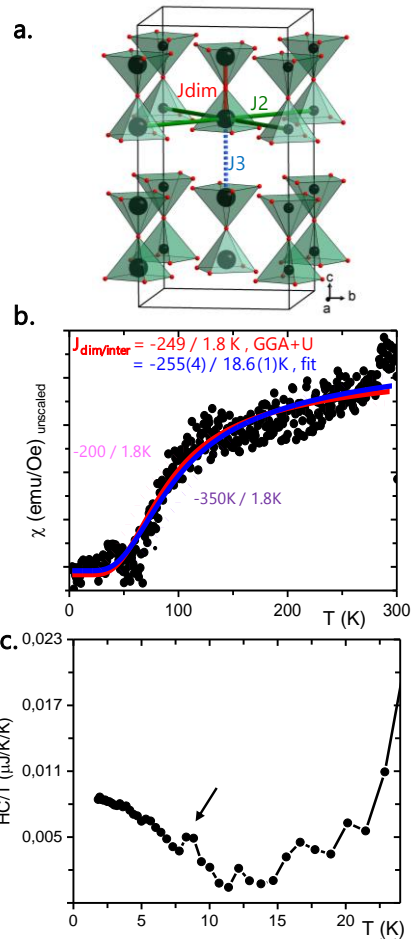 a.
Jdim
J2
J3
c
a
b
b.
J dim/inter = -249 / 1.8 K , GGA+U
= -255(4) / 18.6(1)K , fit
-200 / 1.8K
-350K / 1.8K
χ (emu/Oe) unscaled
0
100
200
300
T (K)
c.
0,023
0,017
0,011
0,005
HC/T (µJ/K/K)
0
5
10
15
20
T (K)